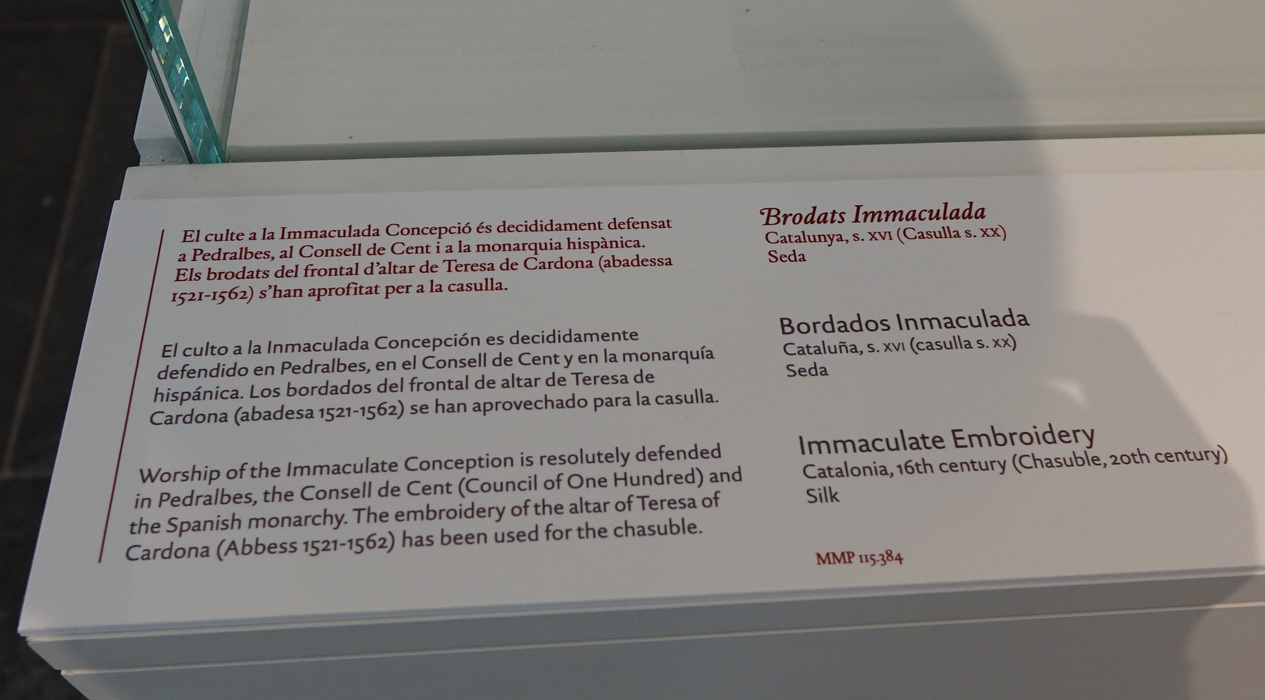 El culte a la Immaculada Concepció és decididament defensat
a Pedralbes, al Consell de Cent i a la monarquia hispànica.
Els brodats del frontal d'altar de Teresa de Cardona (abadessa
1521-1562) s'han aprofitat per a la casulla.
El culto a la Inmaculada Concepción es decididamente
defendido en Pedralbes, en el Consell de Cent y en la monarquía
hispánica. Los bordados del frontal de altar de Teresa de
Cardona (abadesa 1521-1562) se han aprovechado para la casulla.
Worship of the Immaculate Conception is resolutely defended
in Pedralbes, the Consell de Cent (Council of One Hundred) and
the Spanish monarchy. The embroidery of the altar of Teresa of
Cardona (Abbess 1521-1562) has been used for the chasuble.
Brodats Immaculada
Catalunya, s. XVI (Casulla s. XX)
Seda
Bordados Inmaculada
Cataluña, s. XVI (casulla s. XX)
Seda
Immaculate Embroidery
Catalonia, 16th century (Chasuble, 20th century)
Silk
MMP 115.384